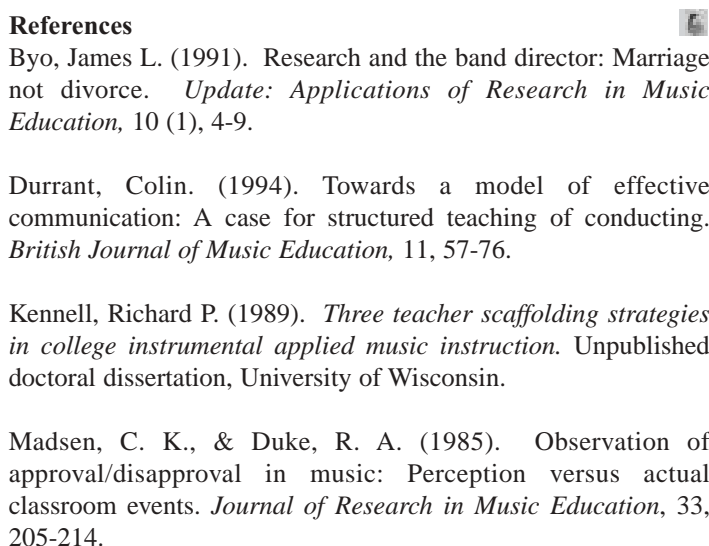 References
Byo, James L. (1991). Research and the band director: Marriage
not divorce. Update: Applications of Research in Music
Education, 10 (1), 4-9.
Durrant, Colin. (1994). Towards a model of effective
communication: A case for structured teaching of conducting.
British Journal of Music Education, 11, 57-76.
Kennell, Richard P. (1989). Three teacher scaffolding strategies
in college instrumental applied music instruction. Unpublished
doctoral dissertation, University of Wisconsin.
Madsen, C. K., & Duke, R. A. (1985). Observation of
approval/disapproval in music: Perception versus actual
classroom events. Journal of Research in Music Education, 33,
205-214.